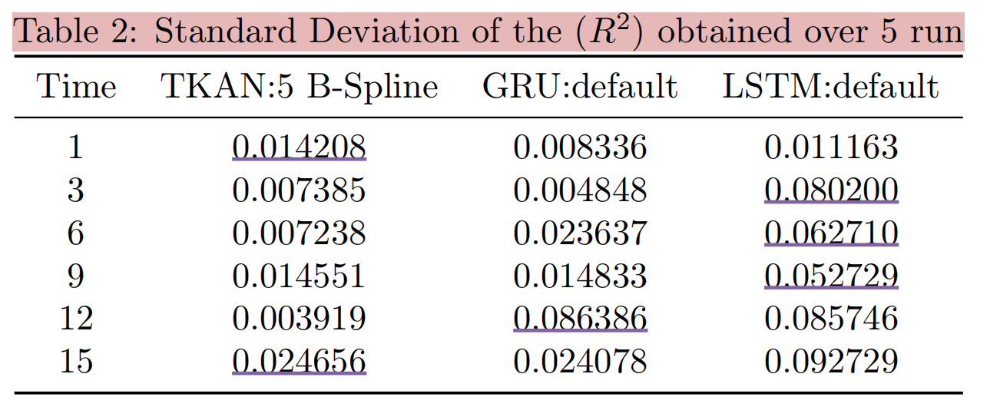 Table 2: Standard Deviation of the (R²) obtained over 5 run
Time TKAN:5 B-Spline GRU:default LSTM:default
1 0.014208 0.008336 0.011163
3 0.007385 0.004848 0.080200
6 0.007238 0.023637 0.062710
9 0.014551 0.014833 0.052729
12 0.003919 0.086386 0.085746
15 0.024656 0.024078 0.092729